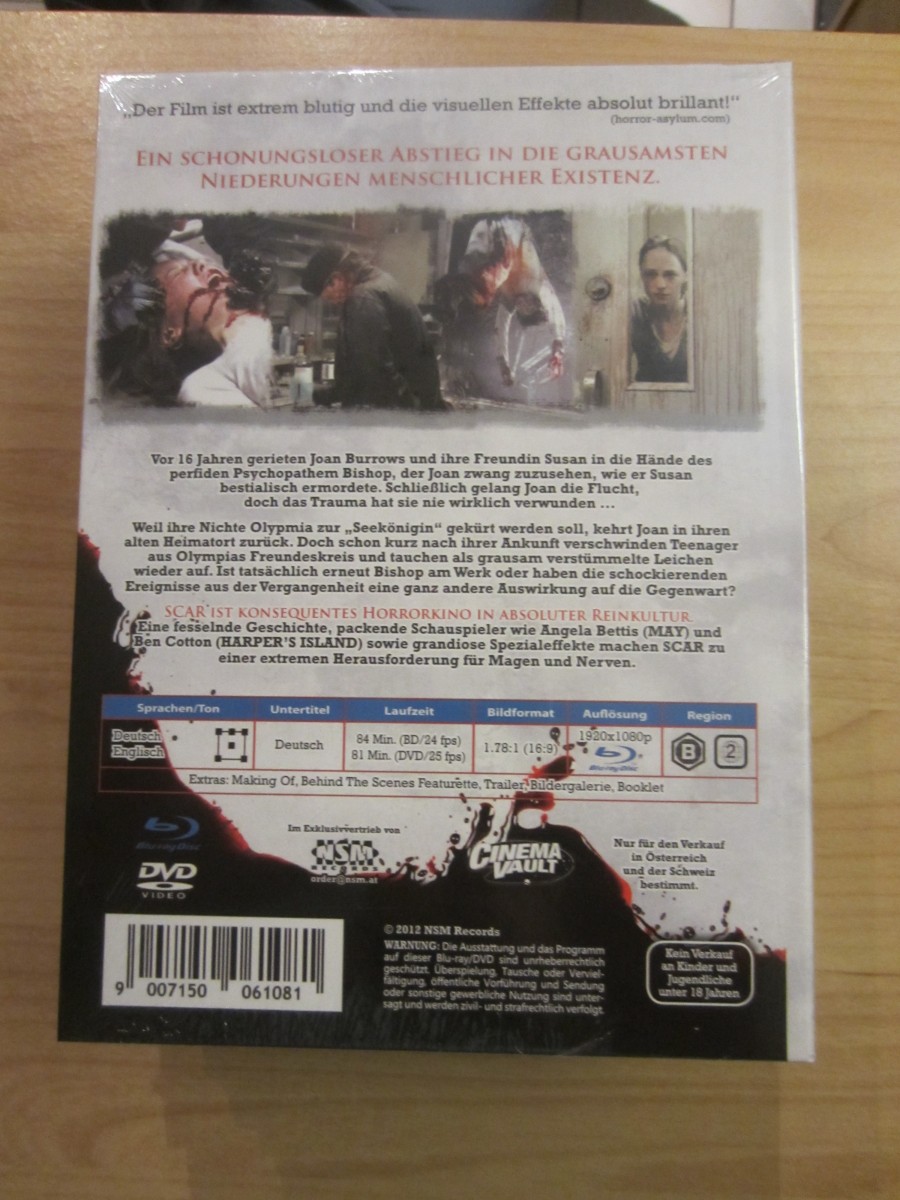 „Der Film ist extrem blutig und die visuellen Effekte absolut brillant!“
(horror-asylum.com)
EIN SCHONUNGSLOSER ABSTIEG IN DIE GRAUSAMSTEN
NIEDERUNGEN MENSCHLICHER EXISTENZ.
Vor 16 Jahren gerieten Joan Burrows und ihre Freundin Susan in die Hände des
perfiden Psychopathem Bishop, der Joan zwang zuzusehen, wie er Susan
bestialisch ermordete. Schließlich gelang Joan die Flucht,
doch das Trauma hat sie nie wirklich verwunden ...
Weil ihre Nichte Olypmia zur „Seekönigin“ gekürt werden soll, kehrt Joan in ihren
alten Heimatort zurück. Doch schon kurz nach ihrer Ankunft verschwinden Teenager
aus Olympias Freundeskreis und tauchen als grausam verstümmelte Leichen
wieder auf. Ist tatsächlich erneut Bishop am Werk oder haben die schockierenden
Ereignisse aus der Vergangenheit eine ganz andere Auswirkung auf die Gegenwart?
SCAR IST KONSEQUENTES HORRORKINO IN ABSOLUTER REINKULTUR.
Eine fesselnde Geschichte, packende Schauspieler wie Angela Bettis (MAY) und
Ben Cotton (HARPER'S ISLAND) sowie grandiose Spezialeffekte machen SCAR zu
einer extremen Herausforderung für Magen und Nerven.
Sprachen/Ton Untertitel Laufzeit Bildformat Auflösung Region
Deutsch
Englisch
Deutsch
84 Min. (BD/24 fps)
81 Min. (DVD/25 fps)
1.78:1 (16:9)
1920x1080p
Blu-ray Disc
B 2
Extras: Making Of, Behind The Scenes Featurette, Trailer, Bildergalerie, Booklet
Blu-ray Disc
DVD
VIDEO
Im Exklusivvertrieb von
NSM
RECORDS
order@nsm.at
CINEMA
VAULT
Nur für den Verkauf
in Österreich
und der Schweiz
bestimmt.
9 007150 061081
© 2012 NSM Records
WARNUNG: Die Ausstattung und das Programm
auf dieser Blu-ray/DVD sind urheberrechtlich
geschützt. Überspielung, Tausche oder Verviel-
fältigung, öffentliche Vorführung und Sendung
oder sonstige gewerbliche Nutzung sind unter-
sagt und werden zivil- und strafrechtlich verfolgt.
Kein Verkauf
an Kinder und
Jugendliche
unter 18 Jahren